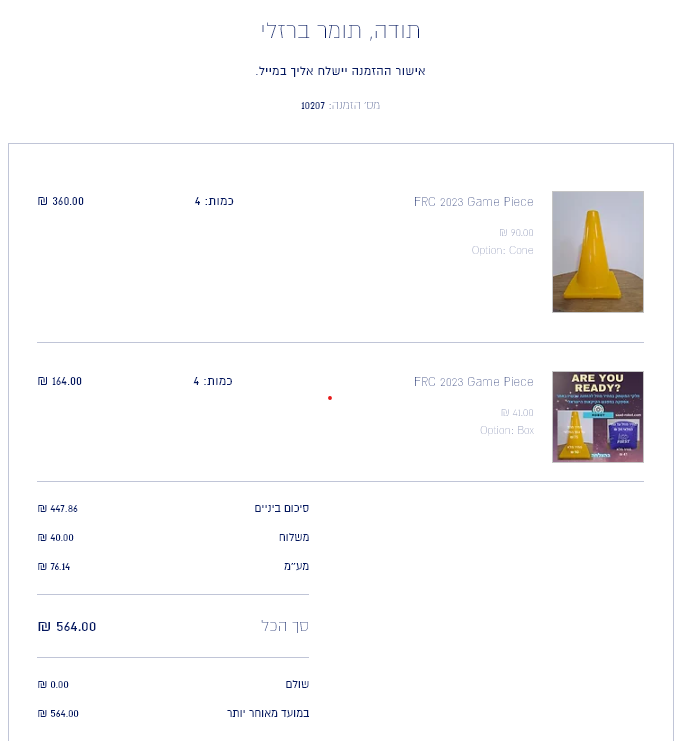 תודה, תומר ברזלי
אישור ההזמנה יישלח אליך במייל.
מס׳ הזמנה: 10207
FRC 2023 Game Piece
₪ 90.00
Option: Cone
כמות: 4
₪ 360.00
FRC 2023 Game Piece
₪ 41.00
Option: Box
כמות: 4
₪ 164.00
ARE YOU
READY?
סיכום ביניים ₪ 447.86
משלוח ₪ 40.00
מע״מ ₪ 76.14
סך הכל ₪ 564.00
שולם ₪ 0.00
במועד מאוחר יותר ₪ 564.00